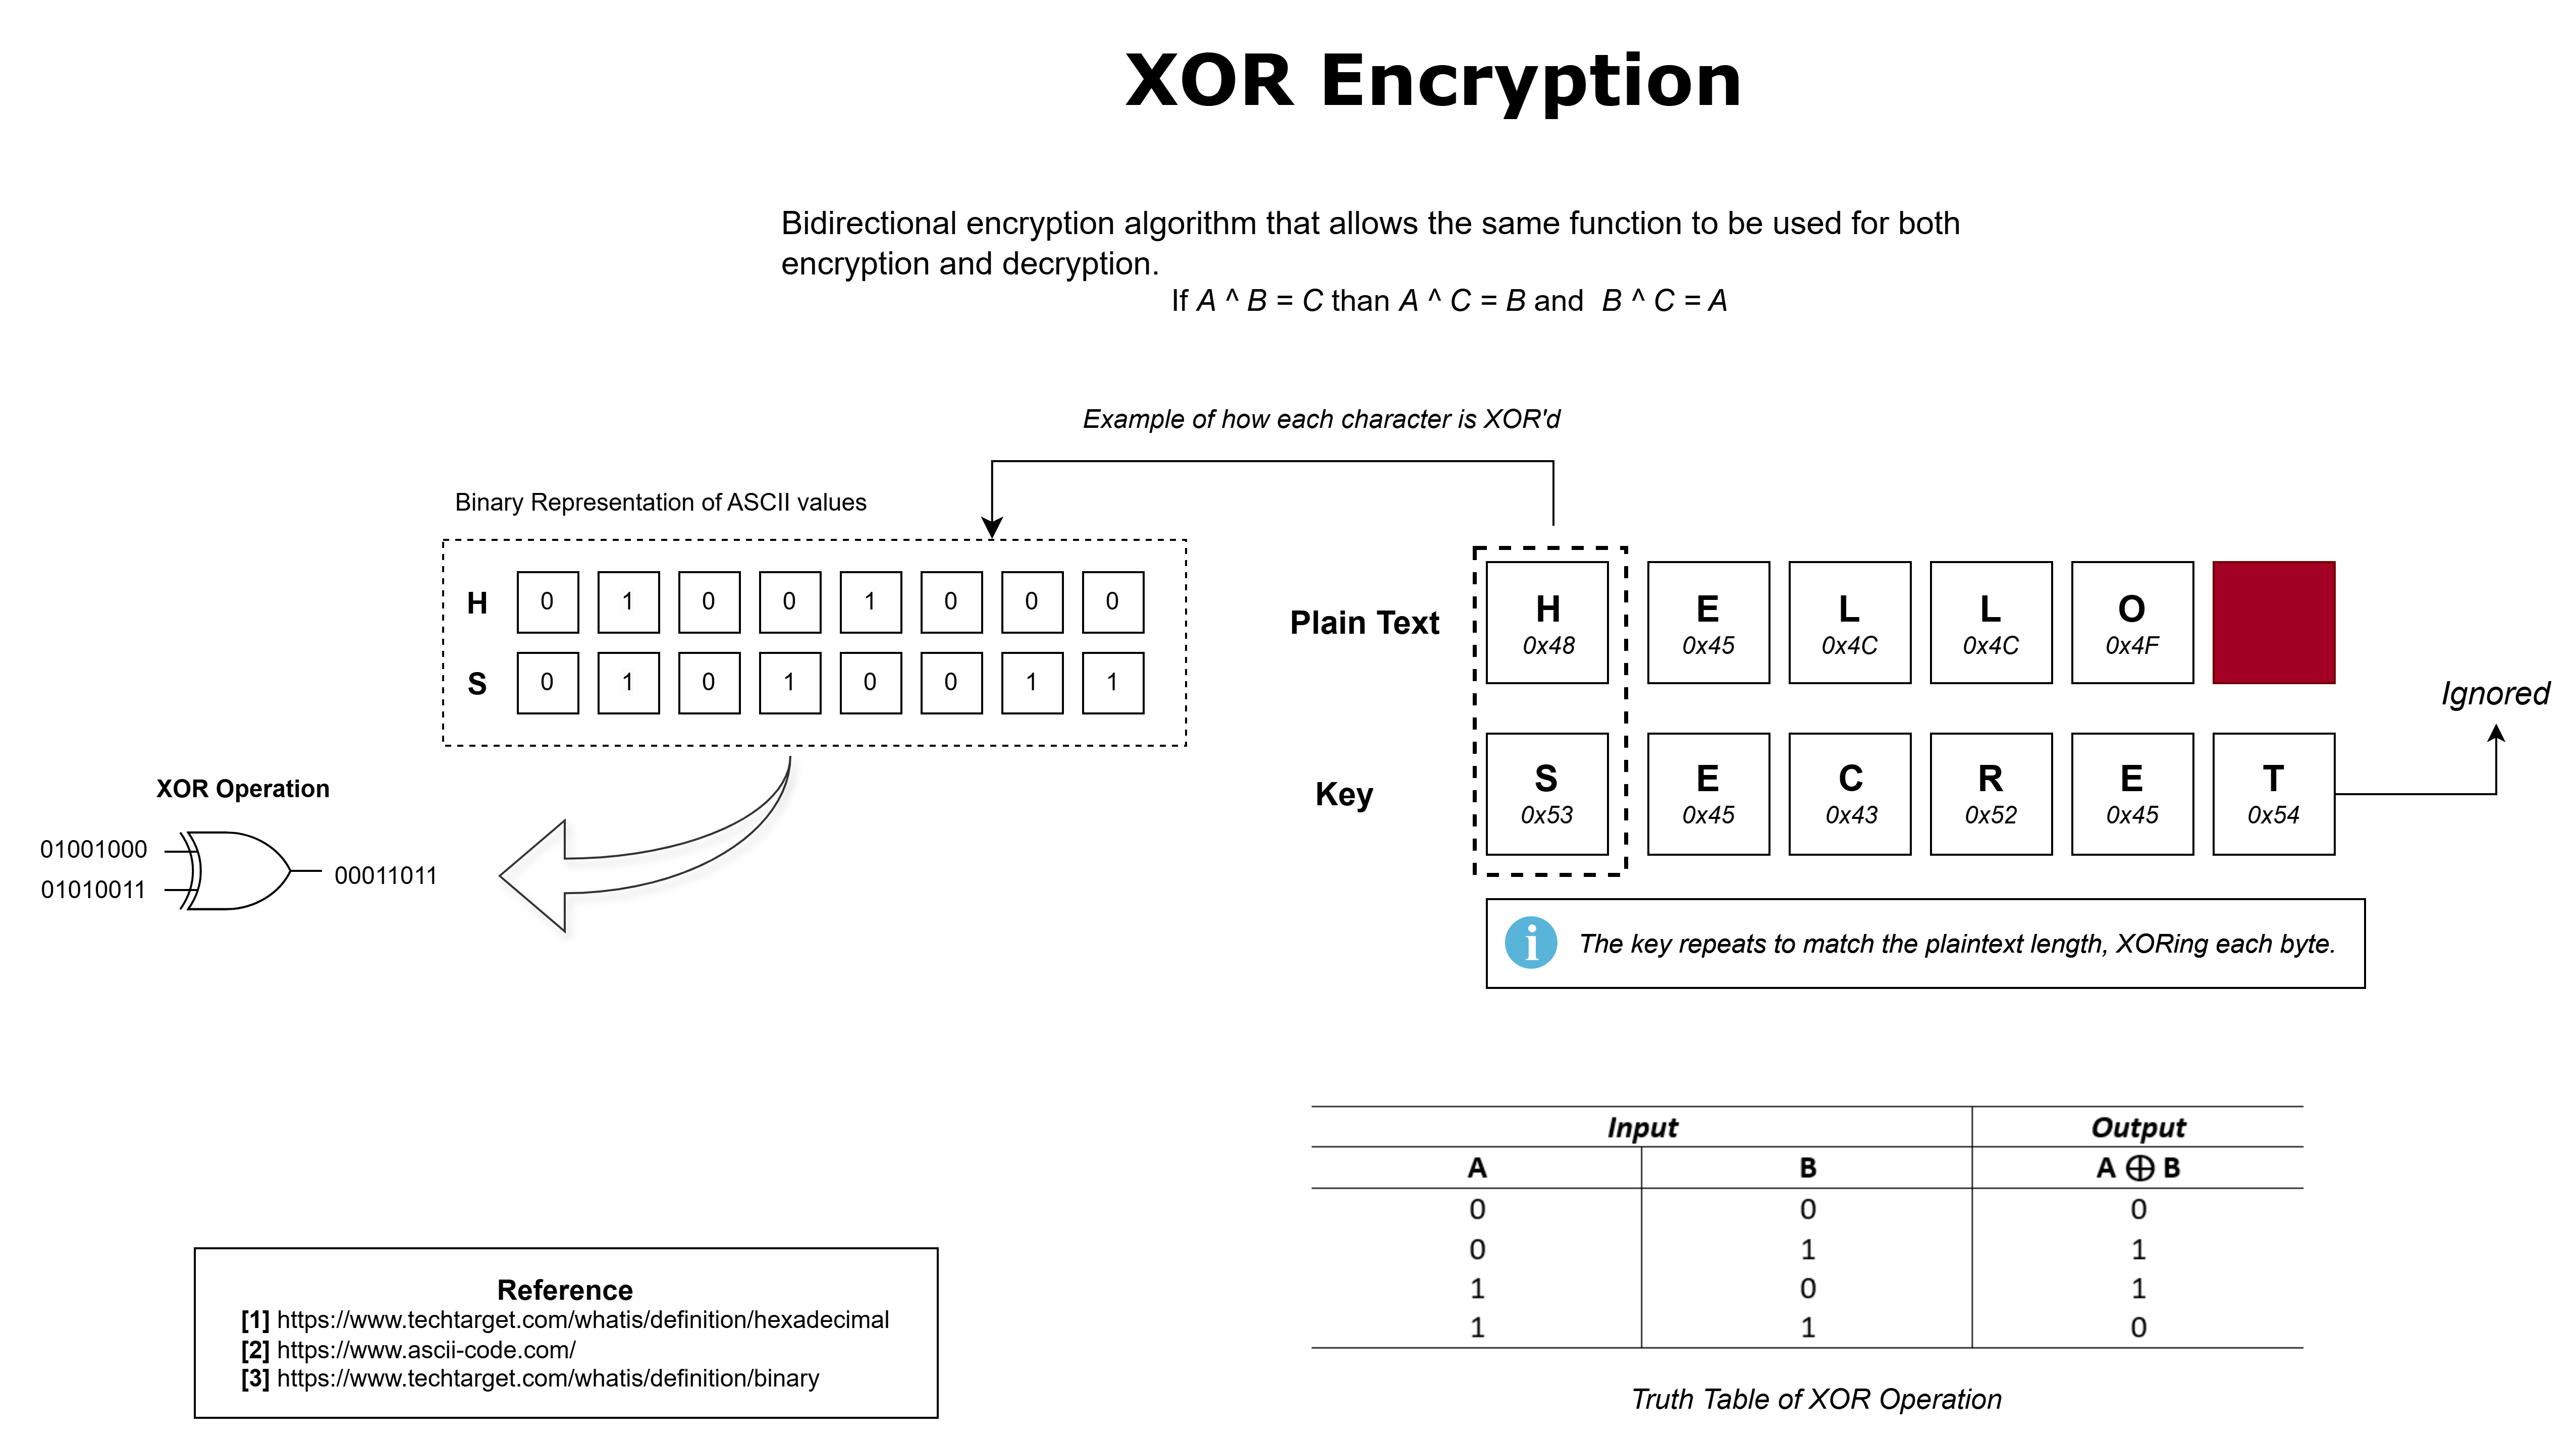 XOR Encryption
Bidirectional encryption algorithm that allows the same function to be used for both
encryption and decryption.
If A ^ B = C than A ^ C = B and B ^ C = A
Example of how each character is XOR'd
Binary Representation of ASCII values
H 0 1 0 0 1 0 0 0
S 0 1 0 1 0 0 1 1
XOR Operation
01001000
01010011
00011011
Plain Text
H E L L O
0x48 0x45 0x4C 0x4C 0x4F
Ignored
Key
S E C R E T
0x53 0x45 0x43 0x52 0x45 0x54
i The key repeats to match the plaintext length, XORing each byte.
Input Output
A B A ⊕ B
0 0 0
0 1 1
1 0 1
1 1 0
Truth Table of XOR Operation
Reference
[1] https://www.techtarget.com/whatis/definition/hexadecimal
[2] https://www.ascii-code.com/
[3] https://www.techtarget.com/whatis/definition/binary